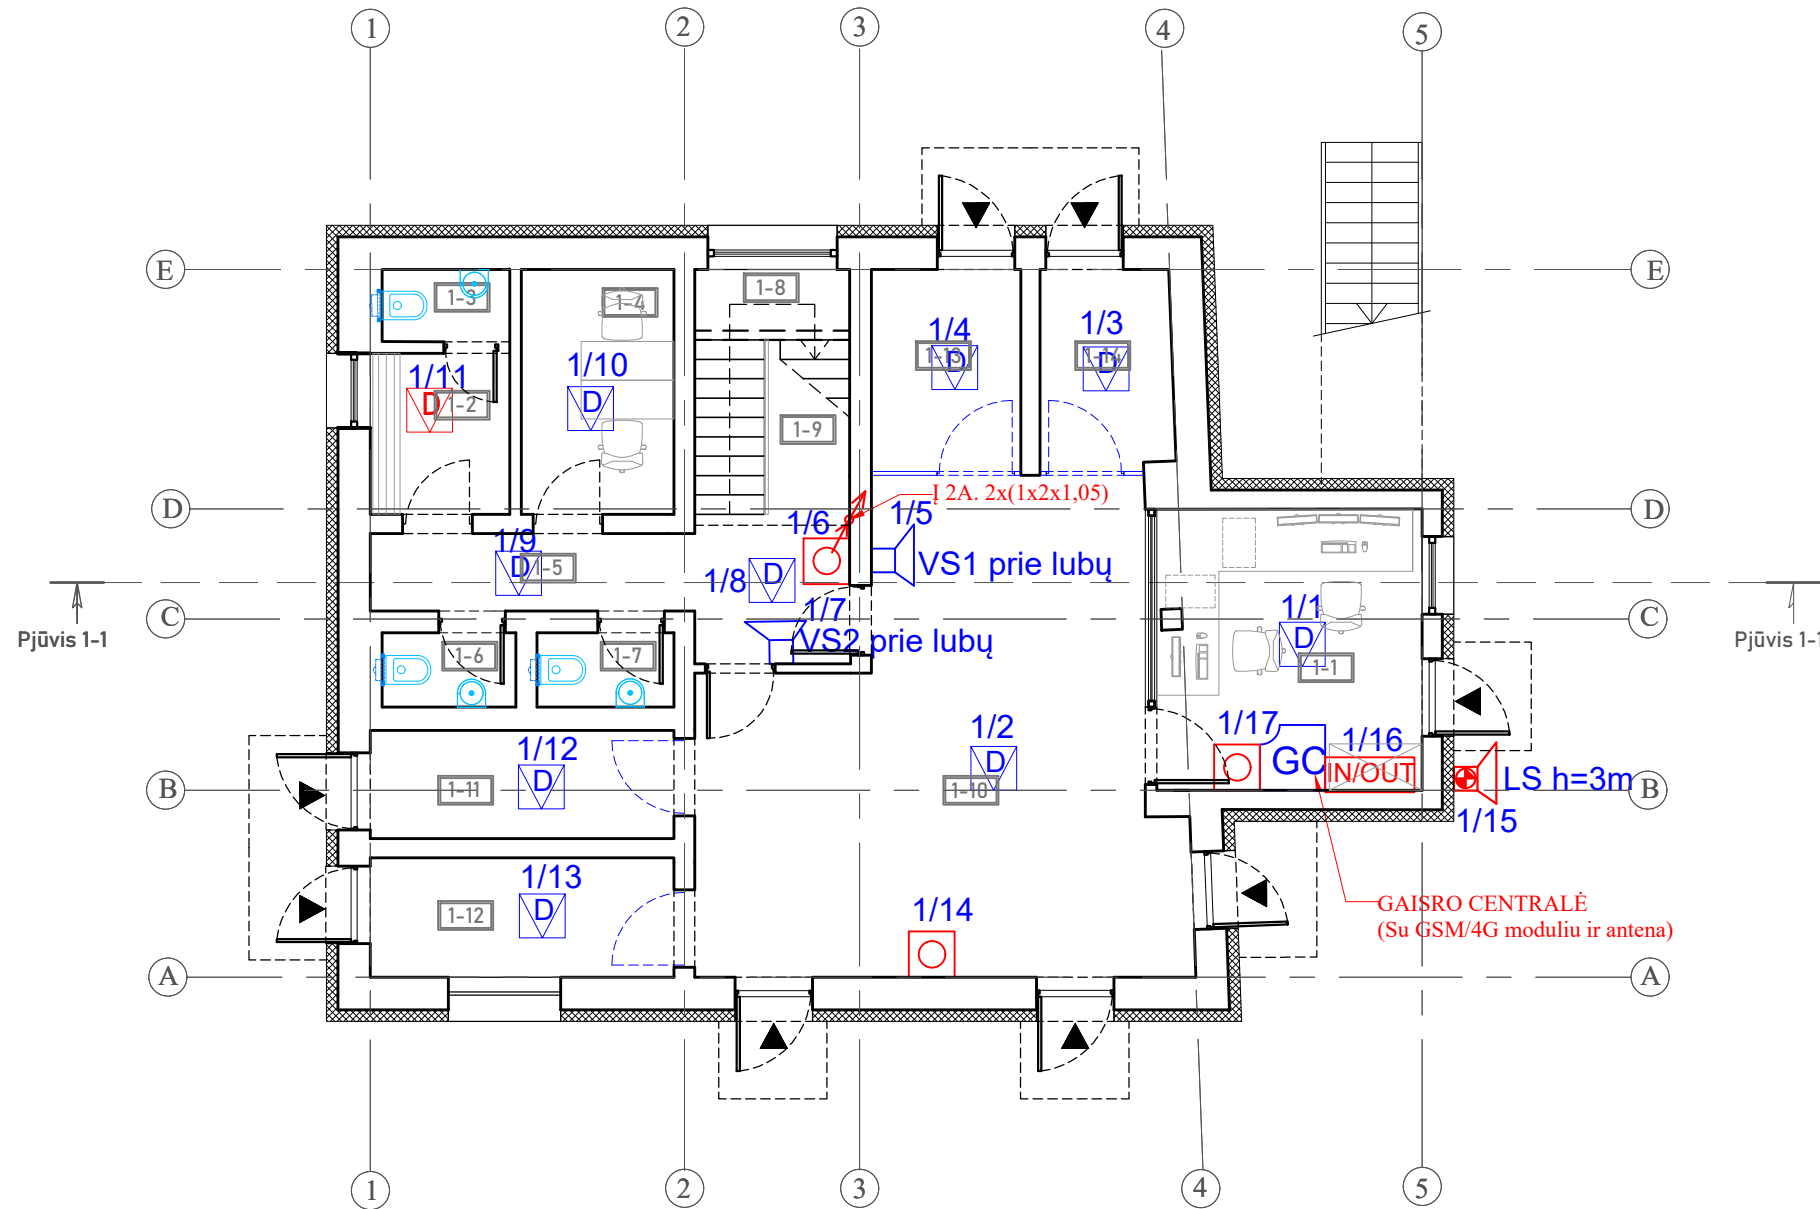 1
2
3
4
5
E
E
1-8
1-3
1-4
1/4
1/3
1-13
D
1-14
D
1/11
1/10
D
1-2
D
1-9
Į 2A. 2x(1x2x1,05)
D
D
1/6
1/5
1/9
D
1-5
1/8
D
VS1 prie lubų
1/7
VS2 prie lubų
1/1
D
1-1
C
C
Pjūvis 1-1
Pjūvis 1-1
1-6
1-7
1/12
D
1-11
1/2
D
1-10
1/17
GC
1/16
IN/OUT
LS h=3m
1/15
B
B
1/13
D
1-12
1/14
GAISRO CENTRALĖ
(Su GSM/4G moduliu ir antena)
A
A
1
2
3
4
5